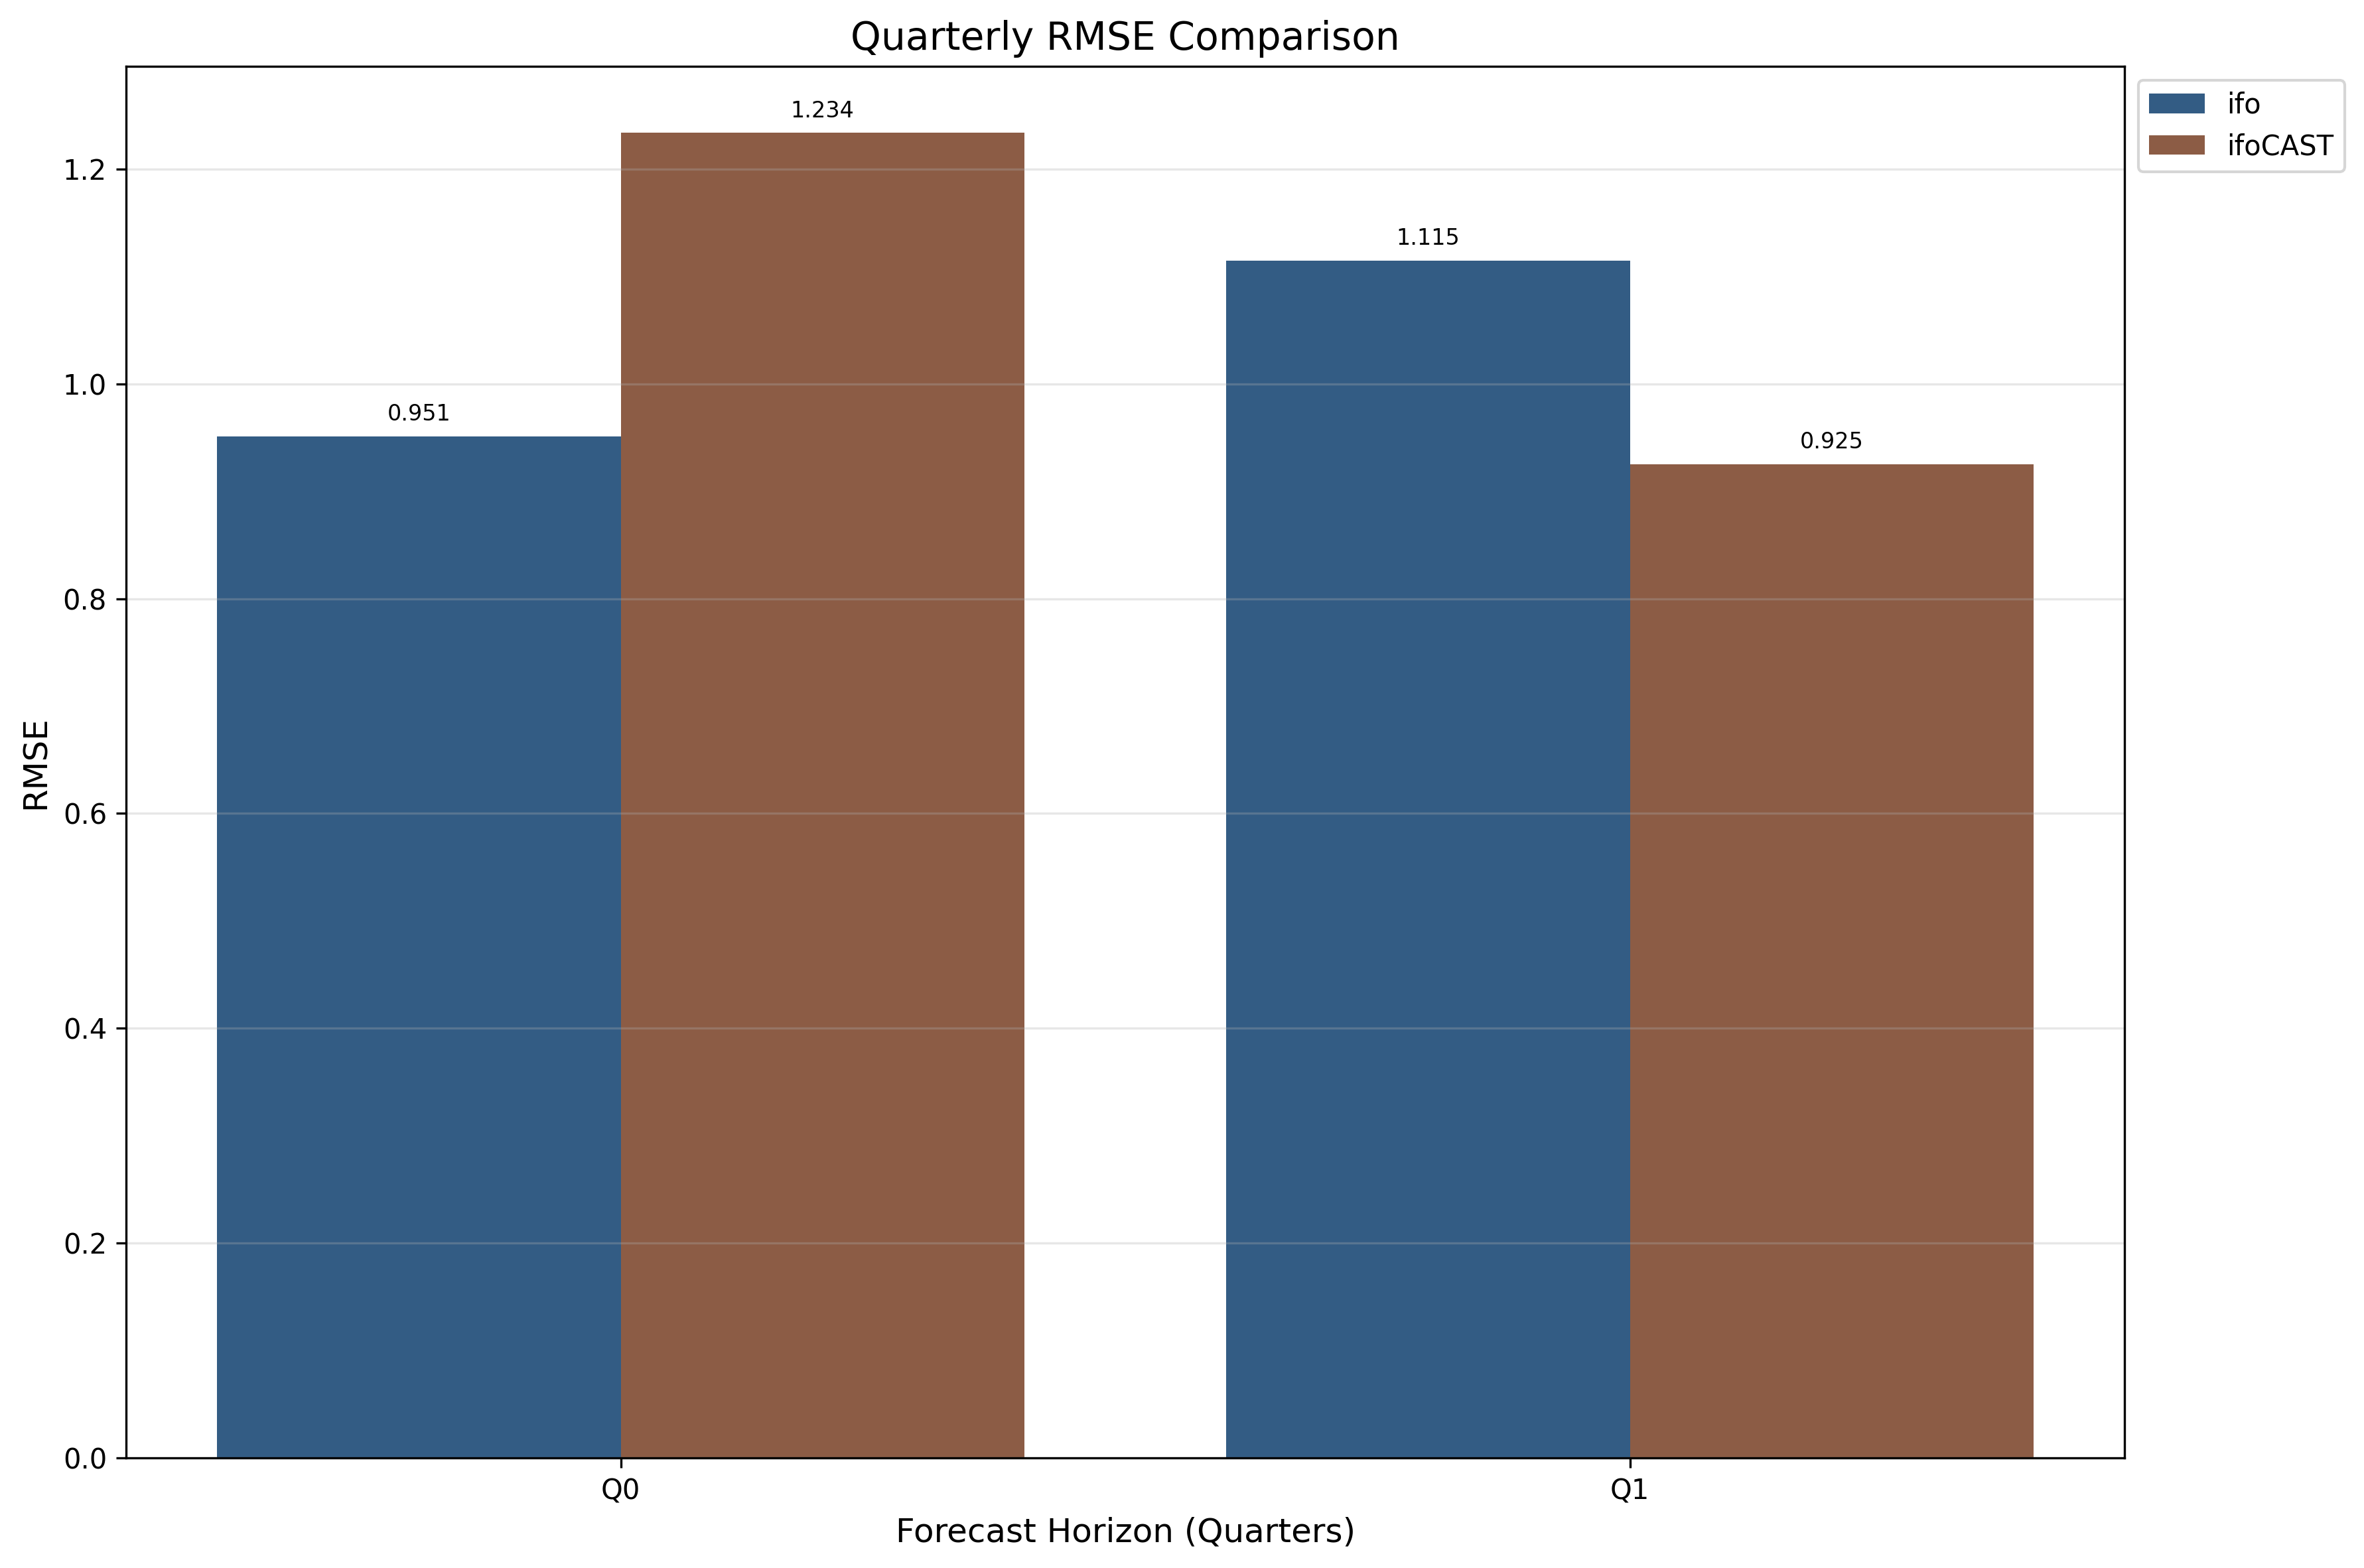 Quarterly RMSE Comparison
ifo
ifoCAST
1.234
1.115
0.951
0.925
RMSE
1.2
1.0
0.8
0.6
0.4
0.2
0.0
Q0
Q1
Forecast Horizon (Quarters)